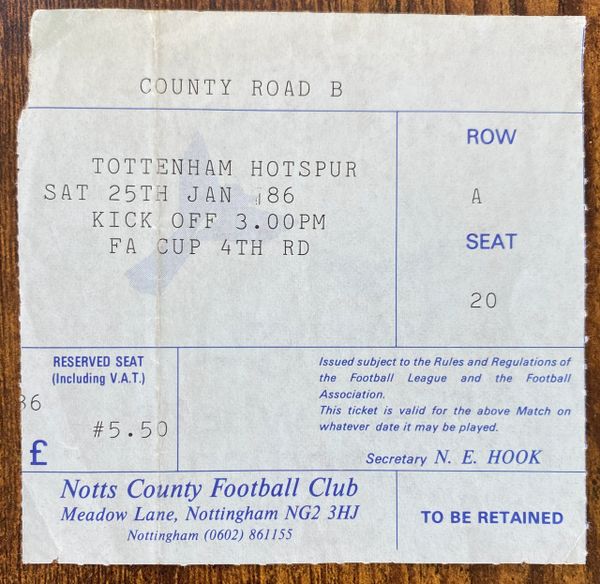 COUNTY ROAD B
ROW
TOTTENHAM HOTSPUR
SAT 25TH JAN 86
A
KICK OFF 3.00PM
FA CUP 4TH RD
SEAT
20
RESERVED SEAT
(Including V.A.T.)
36
#5.50
£
Issued subject to the Rules and Regulations of
the Football League and the Football
Association.
This ticket is valid for the above Match on
whatever date it may be played.
Secretary N. E. HOOK
Notts County Football Club
Meadow Lane, Nottingham NG2 3HJ
Nottingham (0602) 861155
TO BE RETAINED